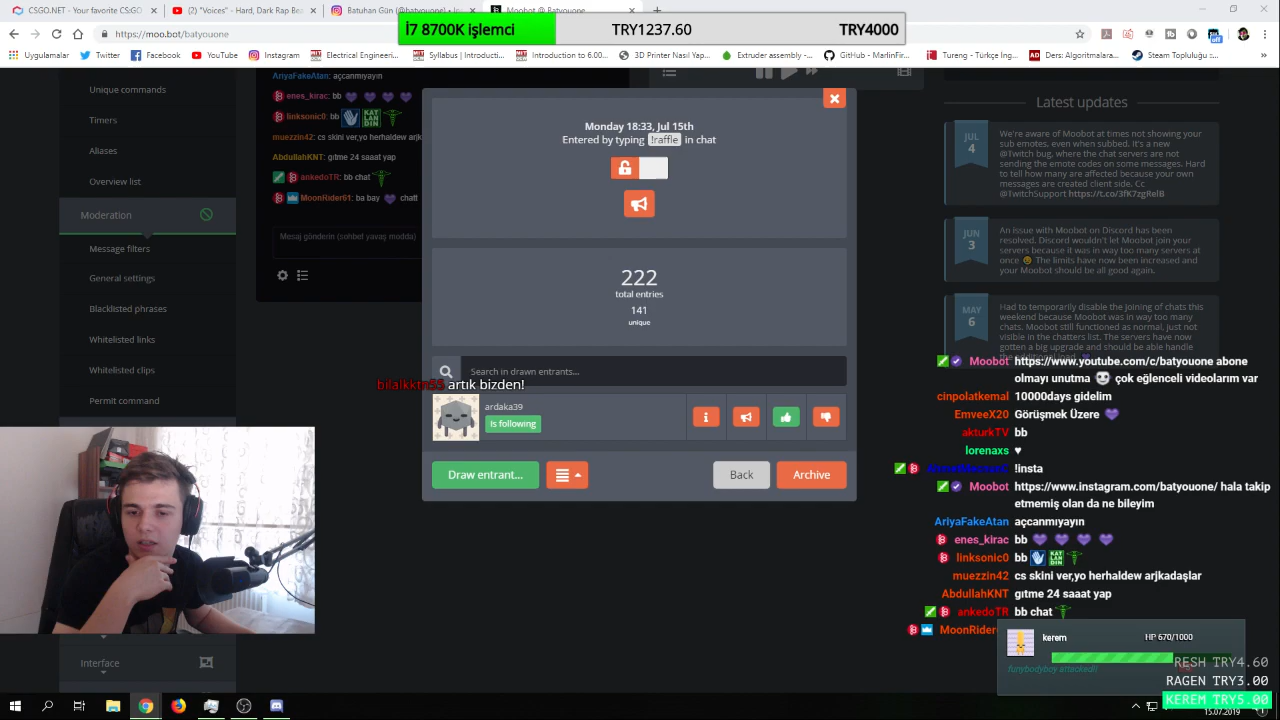 CSGO.NET - Your favorite CSGO
"Voices" - Hard, Dark Rap Be
Batuhan Gün (@batyouone)
Moobot @ Batyouone
İ7 8700K işlemci
TRY1237.60
TRY4000
https://moo.bot/batyouone
Uygulamalar
Twitter
Facebook
YouTube
Instagram
Electrical Engineeri
Syllabus | Introducti
Introduction to 6.00
Extruder assembly -
Configuration | MarlinFir
Tureng - Türkçe İng
Ders: Algoritmalara
Steam Topluluğu
Unique commands
Timers
Aliases
Overview list
Moderation
Message filters
General settings
Blacklisted phrases
Whitelisted links
Whitelisted clips
Permit command
Interface
AriyaFakeAtan: açcanmıyayın
enes_kirac: bb
linksonic0: bb
muezzin42: cs skini ver,yo herhaldew arjk
AbdullahKNT: gıtme 24 saaat yap
ankedoTR: bb chat
MoonRider61: ba bay chatt
Mesaj gönderin (sohbet yavaş modda)
Monday 18:33, Jul 15th
Entered by typing !raffle in chat
222
total entries
141
unique
Search in drawn entrants...
bilalkktrr65 artık bizden!
ardaka39
Is following
Draw entrant...
Back
Archive
Latest updates
JUL
4
We're aware of Moobot at times not showing your
sub emotes, even when subbed. It's a new
@Twitch bug, where the chat servers are not
sending the emote codes on some messages. Hard
to tell how many are affected because your own
messages are created client side. Cc
@TwitchSupport https://t.co/3fK7zgRelB
JUN
3
An issue with Moobot on Discord has been
resolved. Discord wouldn't let Moobot join your
servers because it was in way too many servers at
once The limits have now been increased and
your Moobot should be all good again.
MAY
6
Had to temporarily disable the Joining of chats this
weekend because Moobot was in way too many
chats. Moobot still functioned as normal, just not
visible in the chatters list. The servers have now
gotten a big upgrade and should be able handle
the additional load.
Moobot https://www.youtube.com/c/batyouone abone
olmayı unutma çok eğlenceli videolarım var
cinpolatkemal 10000days gidelim
EmveeX20 Görüşmek Üzere
akturkTV bb
lorenaxs ♥
!insta
Moobot https://www.instagram.com/batyouone/ hala takip
etmemiş olan da ne bileyim
AriyaFakeAtan açcanmıyayın
enes_kirac bb
linksonic0 bb
muezzin42 cs skini ver,yo herhaldew arjkadaşlar
AbdullahKNT gıtme 24 saaat yap
ankedoTR bb chat
MoonRider
kerem
HP 670/1000
funybodyboy attacked!
RESH TRY4.60
RAGEN TRY3.00
KEREM TRY5.00
15.07.2019